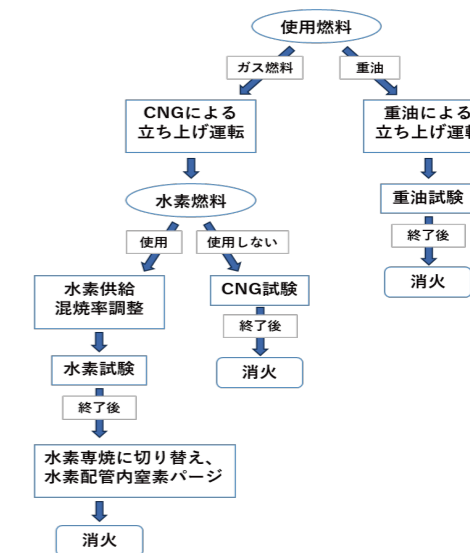 使用燃料
ガス燃料
重油
CNGによる
立ち上げ運転
重油による
立ち上げ運転
水素燃料
重油試験
使用
使用しない
終了後
水素供給
混焼率調整
CNG試験
消火
終了後
水素試験
消火
終了後
水素専焼に切り替え、
水素配管内窒素パージ
消火